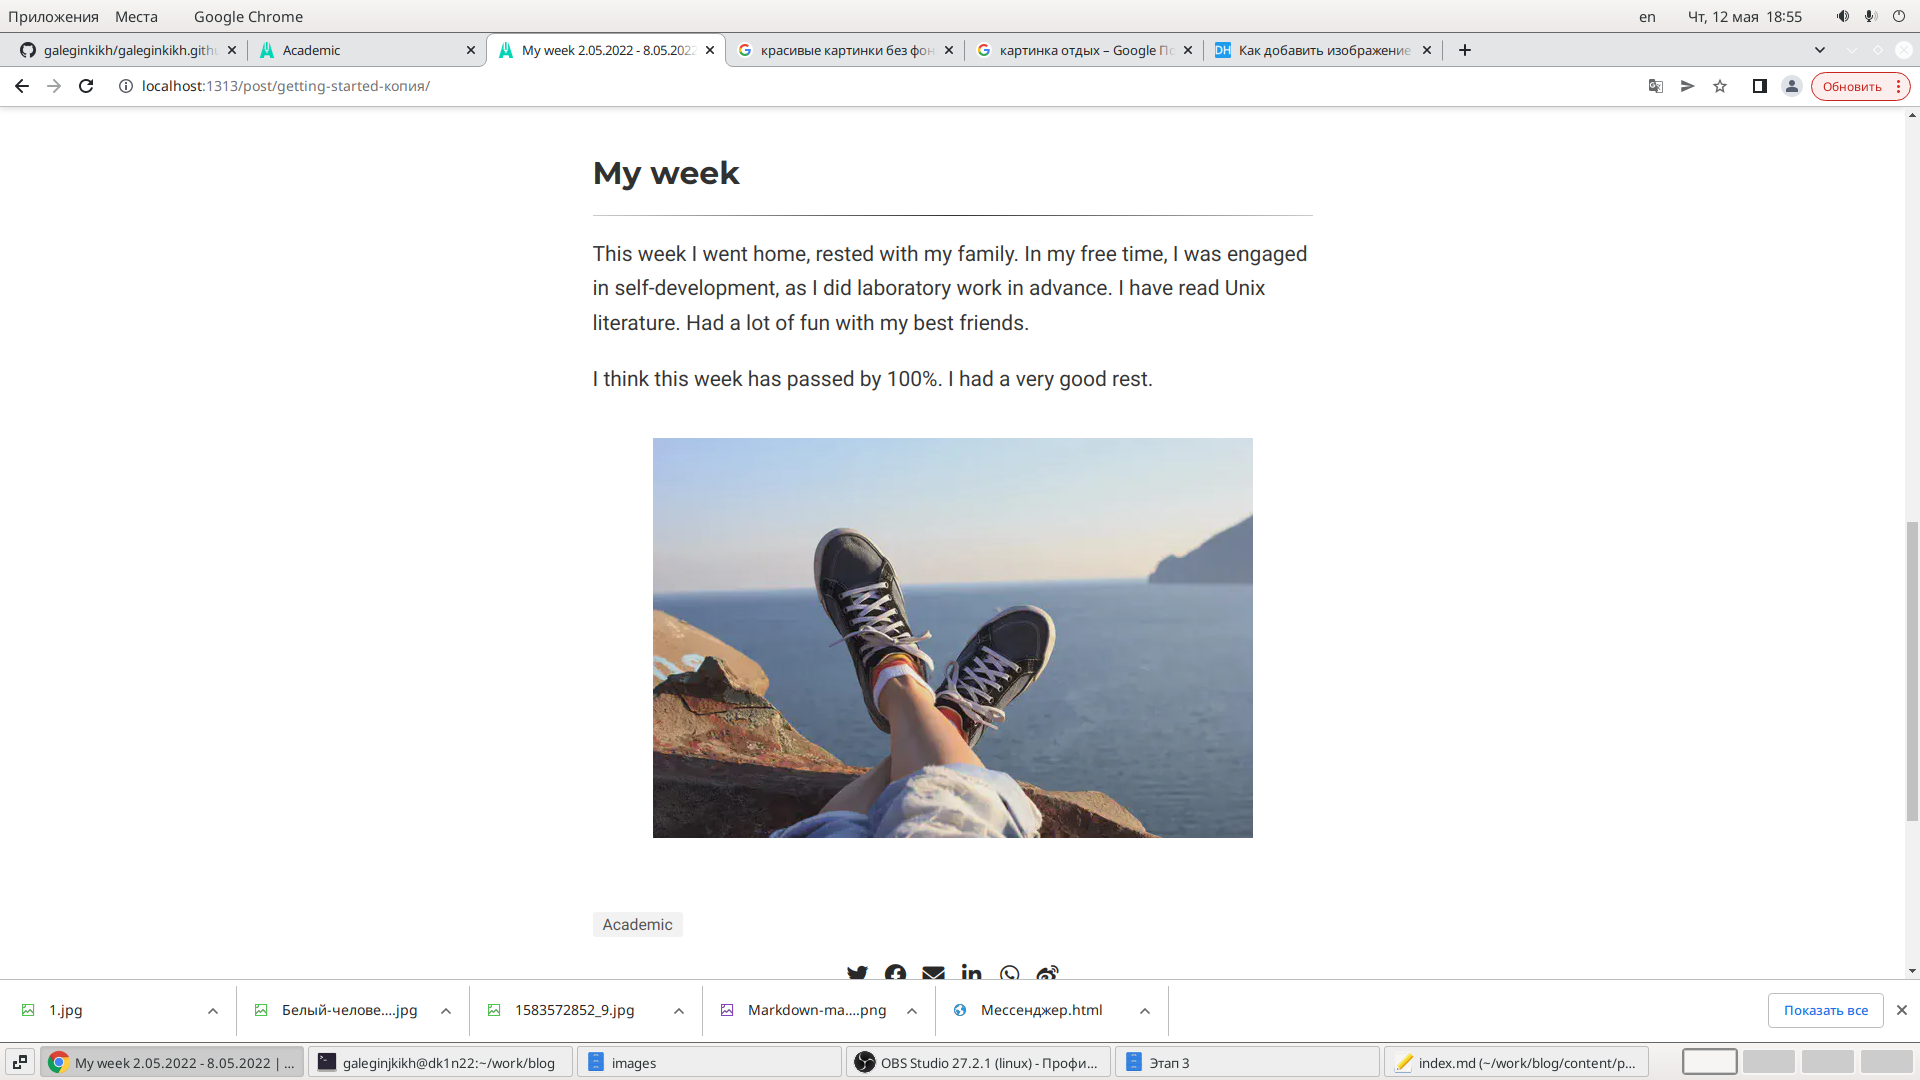 Приложения Места Google Chrome en Чт, 12 мая 18:55
galeginkikh/galeginkikh.githu Academic My week 2.05.2022 - 8.05.2022 красивые картинки без фон картинка отдых – Google По Как добавить изображение
localhost:1313/post/getting-started-копия/ Обновить
My week
This week I went home, rested with my family. In my free time, I was engaged
in self-development, as I did laboratory work in advance. I have read Unix
literature. Had a lot of fun with my best friends.
I think this week has passed by 100%. I had a very good rest.
Academic
1.jpg Белый-челове....jpg 1583572852_9.jpg Markdown-ma....png Мессенджер.html Показать все
My week 2.05.2022 - 8.05.2022 | ... galeginjkikh@dk1n22:~/work/blog images OBS Studio 27.2.1 (linux) - Профи... Этап 3 index.md (~/work/blog/content/p...